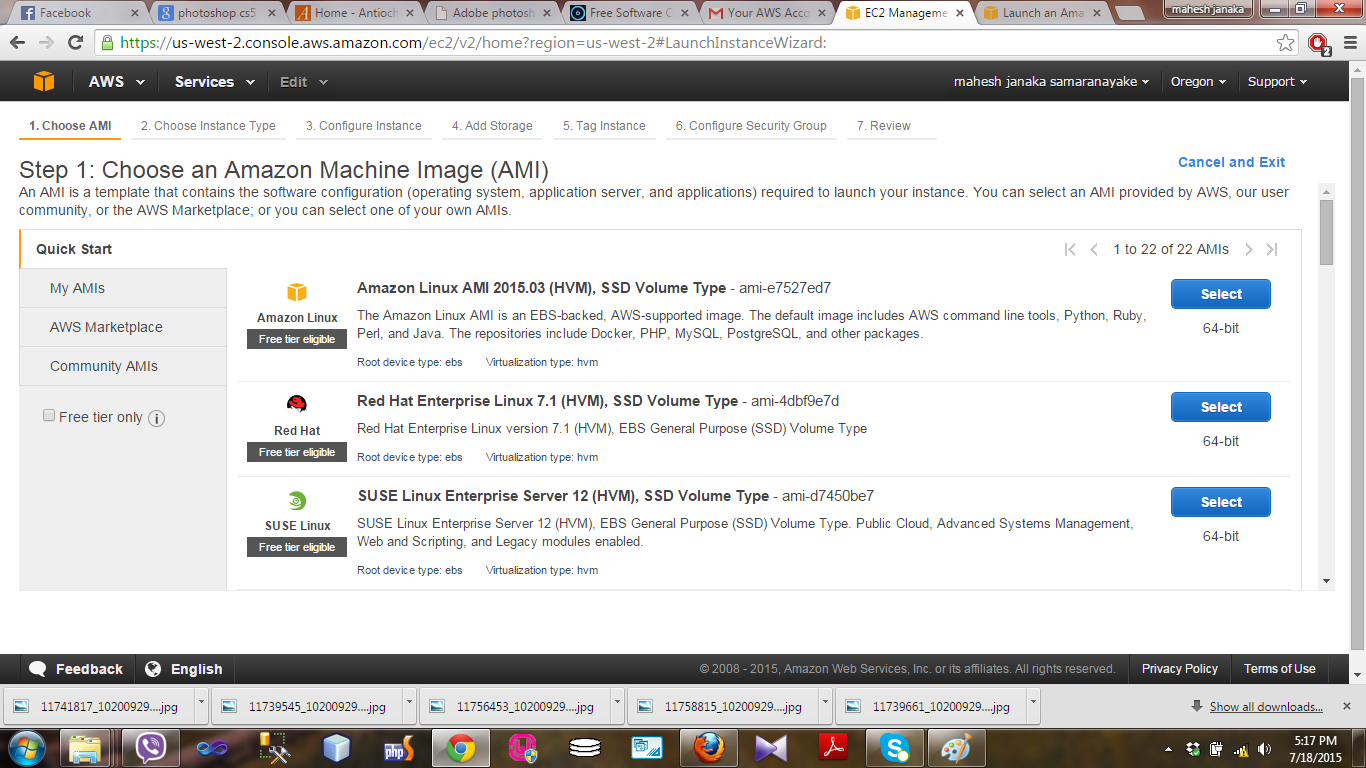 Facebook
photoshop cs5
Home - Antioch
Adobe photosh
Free Software C
Your AWS Acco
EC2 Manageme
Launch an Ama
mahesh janaka
https://us-west-2.console.aws.amazon.com/ec2/v2/home?region=us-west-2#LaunchInstanceWizard:
2
AWS Services Edit mahesh janaka samaranayake Oregon Support
1. Choose AMI 2. Choose Instance Type 3. Configure Instance 4. Add Storage 5. Tag Instance 6. Configure Security Group 7. Review
Step 1: Choose an Amazon Machine Image (AMI)
Cancel and Exit
An AMI is a template that contains the software configuration (operating system, application server, and applications) required to launch your instance. You can select an AMI provided by AWS, our user
community, or the AWS Marketplace; or you can select one of your own AMIs.
Quick Start
My AMIs
AWS Marketplace
Community AMIs
Free tier only
1 to 22 of 22 AMIs
Amazon Linux
Free tier eligible
Amazon Linux AMI 2015.03 (HVM), SSD Volume Type - ami-e7527ed7
The Amazon Linux AMI is an EBS-backed, AWS-supported image. The default image includes AWS command line tools, Python, Ruby,
Perl, and Java. The repositories include Docker, PHP, MySQL, PostgreSQL, and other packages.
Root device type: ebs Virtualization type: hvm
Select
64-bit
Red Hat
Free tier eligible
Red Hat Enterprise Linux 7.1 (HVM), SSD Volume Type - ami-4dbf9e7d
Red Hat Enterprise Linux version 7.1 (HVM), EBS General Purpose (SSD) Volume Type
Root device type: ebs Virtualization type: hvm
Select
64-bit
SUSE Linux
Free tier eligible
SUSE Linux Enterprise Server 12 (HVM), SSD Volume Type - ami-d7450be7
SUSE Linux Enterprise Server 12 (HVM), EBS General Purpose (SSD) Volume Type. Public Cloud, Advanced Systems Management,
Web and Scripting, and Legacy modules enabled.
Root device type: ebs Virtualization type: hvm
Select
64-bit
Feedback English © 2008 - 2015, Amazon Web Services, Inc. or its affiliates. All rights reserved. Privacy Policy Terms of Use
11741817_10200929....jpg 11739545_10200929....jpg 11756453_10200929....jpg 11758815_10200929....jpg 11739661_10200929....jpg Show all downloads...
php
5:17 PM
7/18/2015